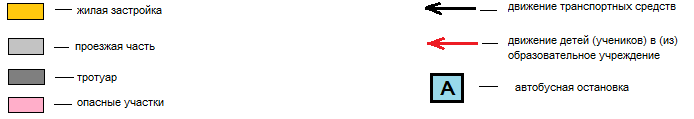 жилая застройка
проезжая часть
тротуар
опасные участки
движение транспортных средств
движение детей (учеников) в (из)
образовательное учреждение
А
автобусная остановка